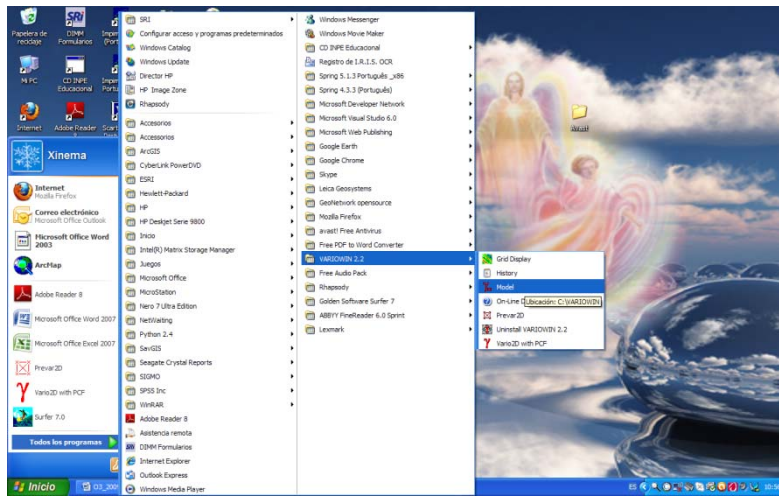 Papelera de
reciclaje
DIMM
Formularios
Mi PC
CD INPE
Educacional
Internet
Adobe Reader
Avast!
Xinema
Internet
Mozilla Firefox
Correo electrónico
Microsoft Office Outlook
Microsoft Office Word
2003
ArcMap
Adobe Reader 8
Microsoft Office Word 2007
Microsoft Office Excel 2007
Prevar2D
Vario2D with PCF
Surfer 7.0
Todos los programas
Inicio
SRI
Configurar acceso y programas predeterminados
Windows Catalog
Windows Update
Director HP
HP Image Zone
Rhapsody
Accesorios
Accessorios
ArcGIS
CyberLink PowerDVD
ESRI
Hewlett-Packard
HP
HP Deskjet Serie 9800
Inicio
Intel(R) Matrix Storage Manager
Juegos
Microsoft Office
MicroStation
Nero 7 Ultra Edition
NetWaiting
Python 2.4
SavGIS
Seagate Crystal Reports
SIGMO
SPSS Inc
WinRAR
Adobe Reader 8
Asistencia remota
DIMM Formularios
Internet Explorer
Outlook Express
Windows Media Player
Windows Messenger
Windows Movie Maker
CD INPE Educacional
Registro de I.R.I.S. OCR
Spring 5.1.3 Português _x86
Spring 4.3.3 (Português)
Microsoft Developer Network
Microsoft Visual Studio 6.0
Microsoft Web Publishing
Google Earth
Google Chrome
Skype
Leica Geosystems
GeoNetwork opensource
Mozilla Firefox
avast! Free Antivirus
Free PDF to Word Converter
VARIOWIN 2.2
Free Audio Pack
Rhapsody
Golden Software Surfer 7
ABBYY FineReader 6.0 Sprint
Lexmark
Grid Display
History
Model
On-Line
Ubicación: C:\VARIOWIN
Prevar2D
Uninstall VARIOWIN 2.2
Vario2D with PCF
ES